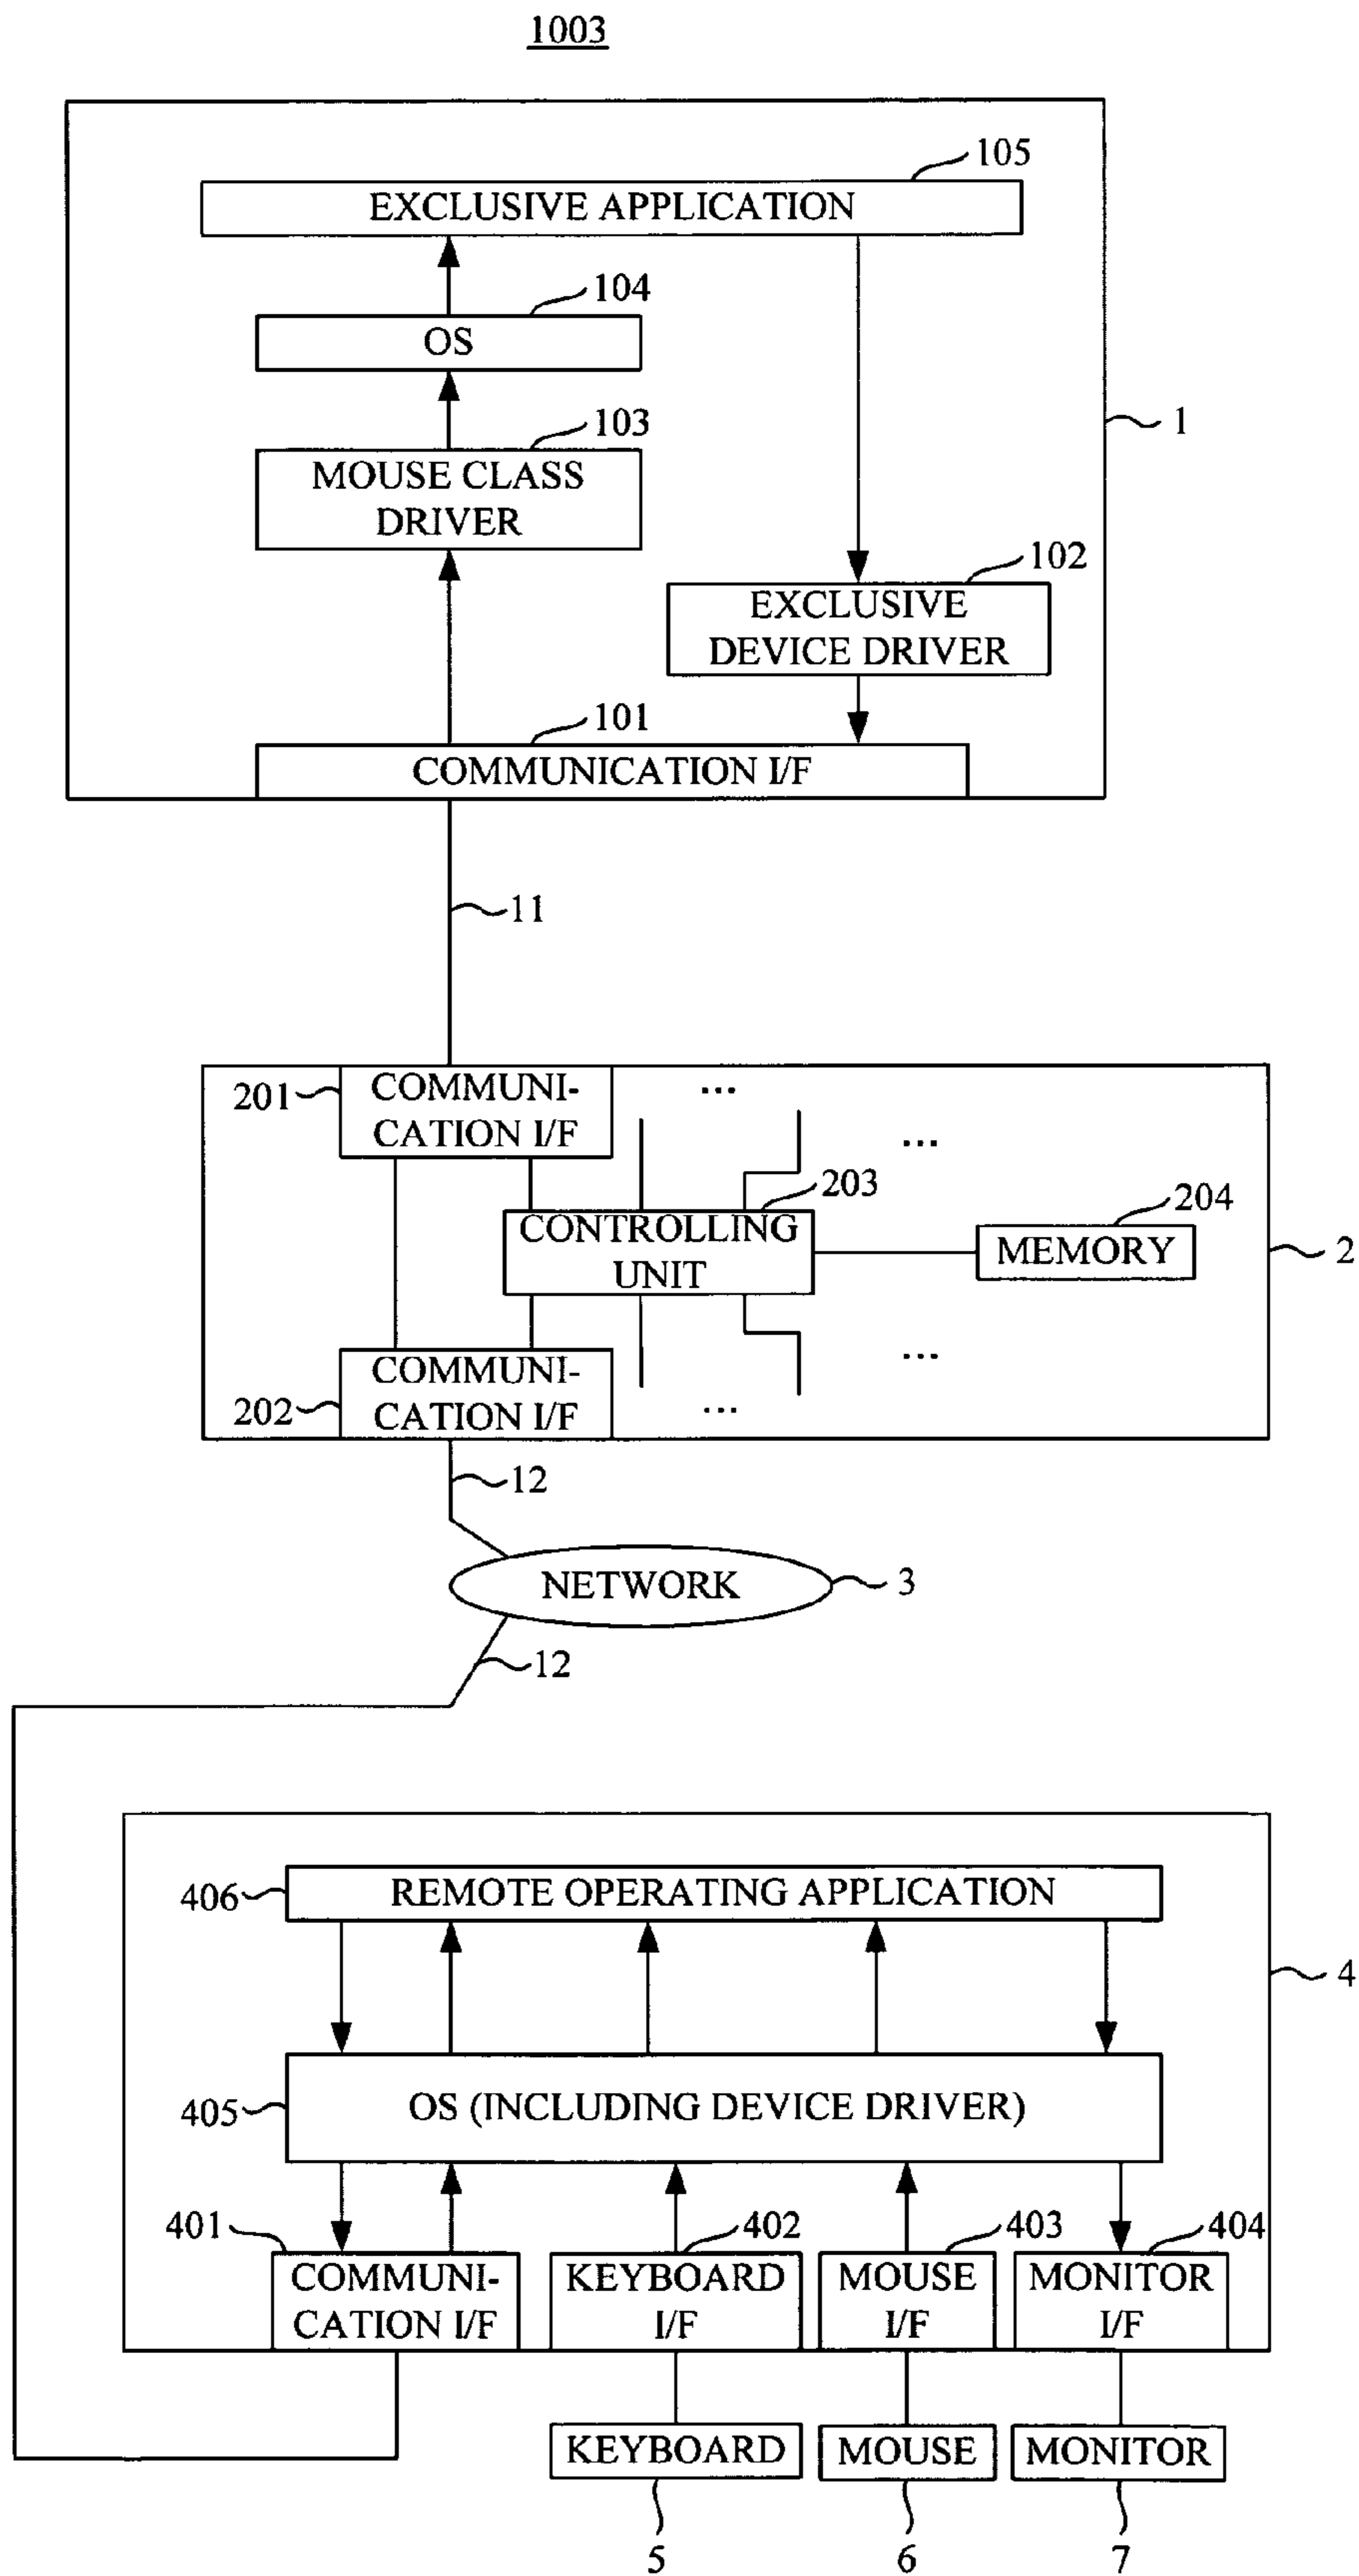 1003
105
EXCLUSIVE APPLICATION
104
OS
103
MOUSE CLASS
DRIVER
1
102
EXCLUSIVE
DEVICE DRIVER
101
COMMUNICATION I/F
11
201
COMMUNI-
CATION I/F
...
...
203
CONTROLLING
UNIT
204
MEMORY
2
202
COMMUNI-
CATION I/F
...
...
12
NETWORK
3
12
406
REMOTE OPERATING APPLICATION
4
405
OS (INCLUDING DEVICE DRIVER)
401
402
403
404
COMMUNI-
CATION I/F
KEYBOARD
I/F
MOUSE
I/F
MONITOR
I/F
KEYBOARD
MOUSE
MONITOR
5
6
7